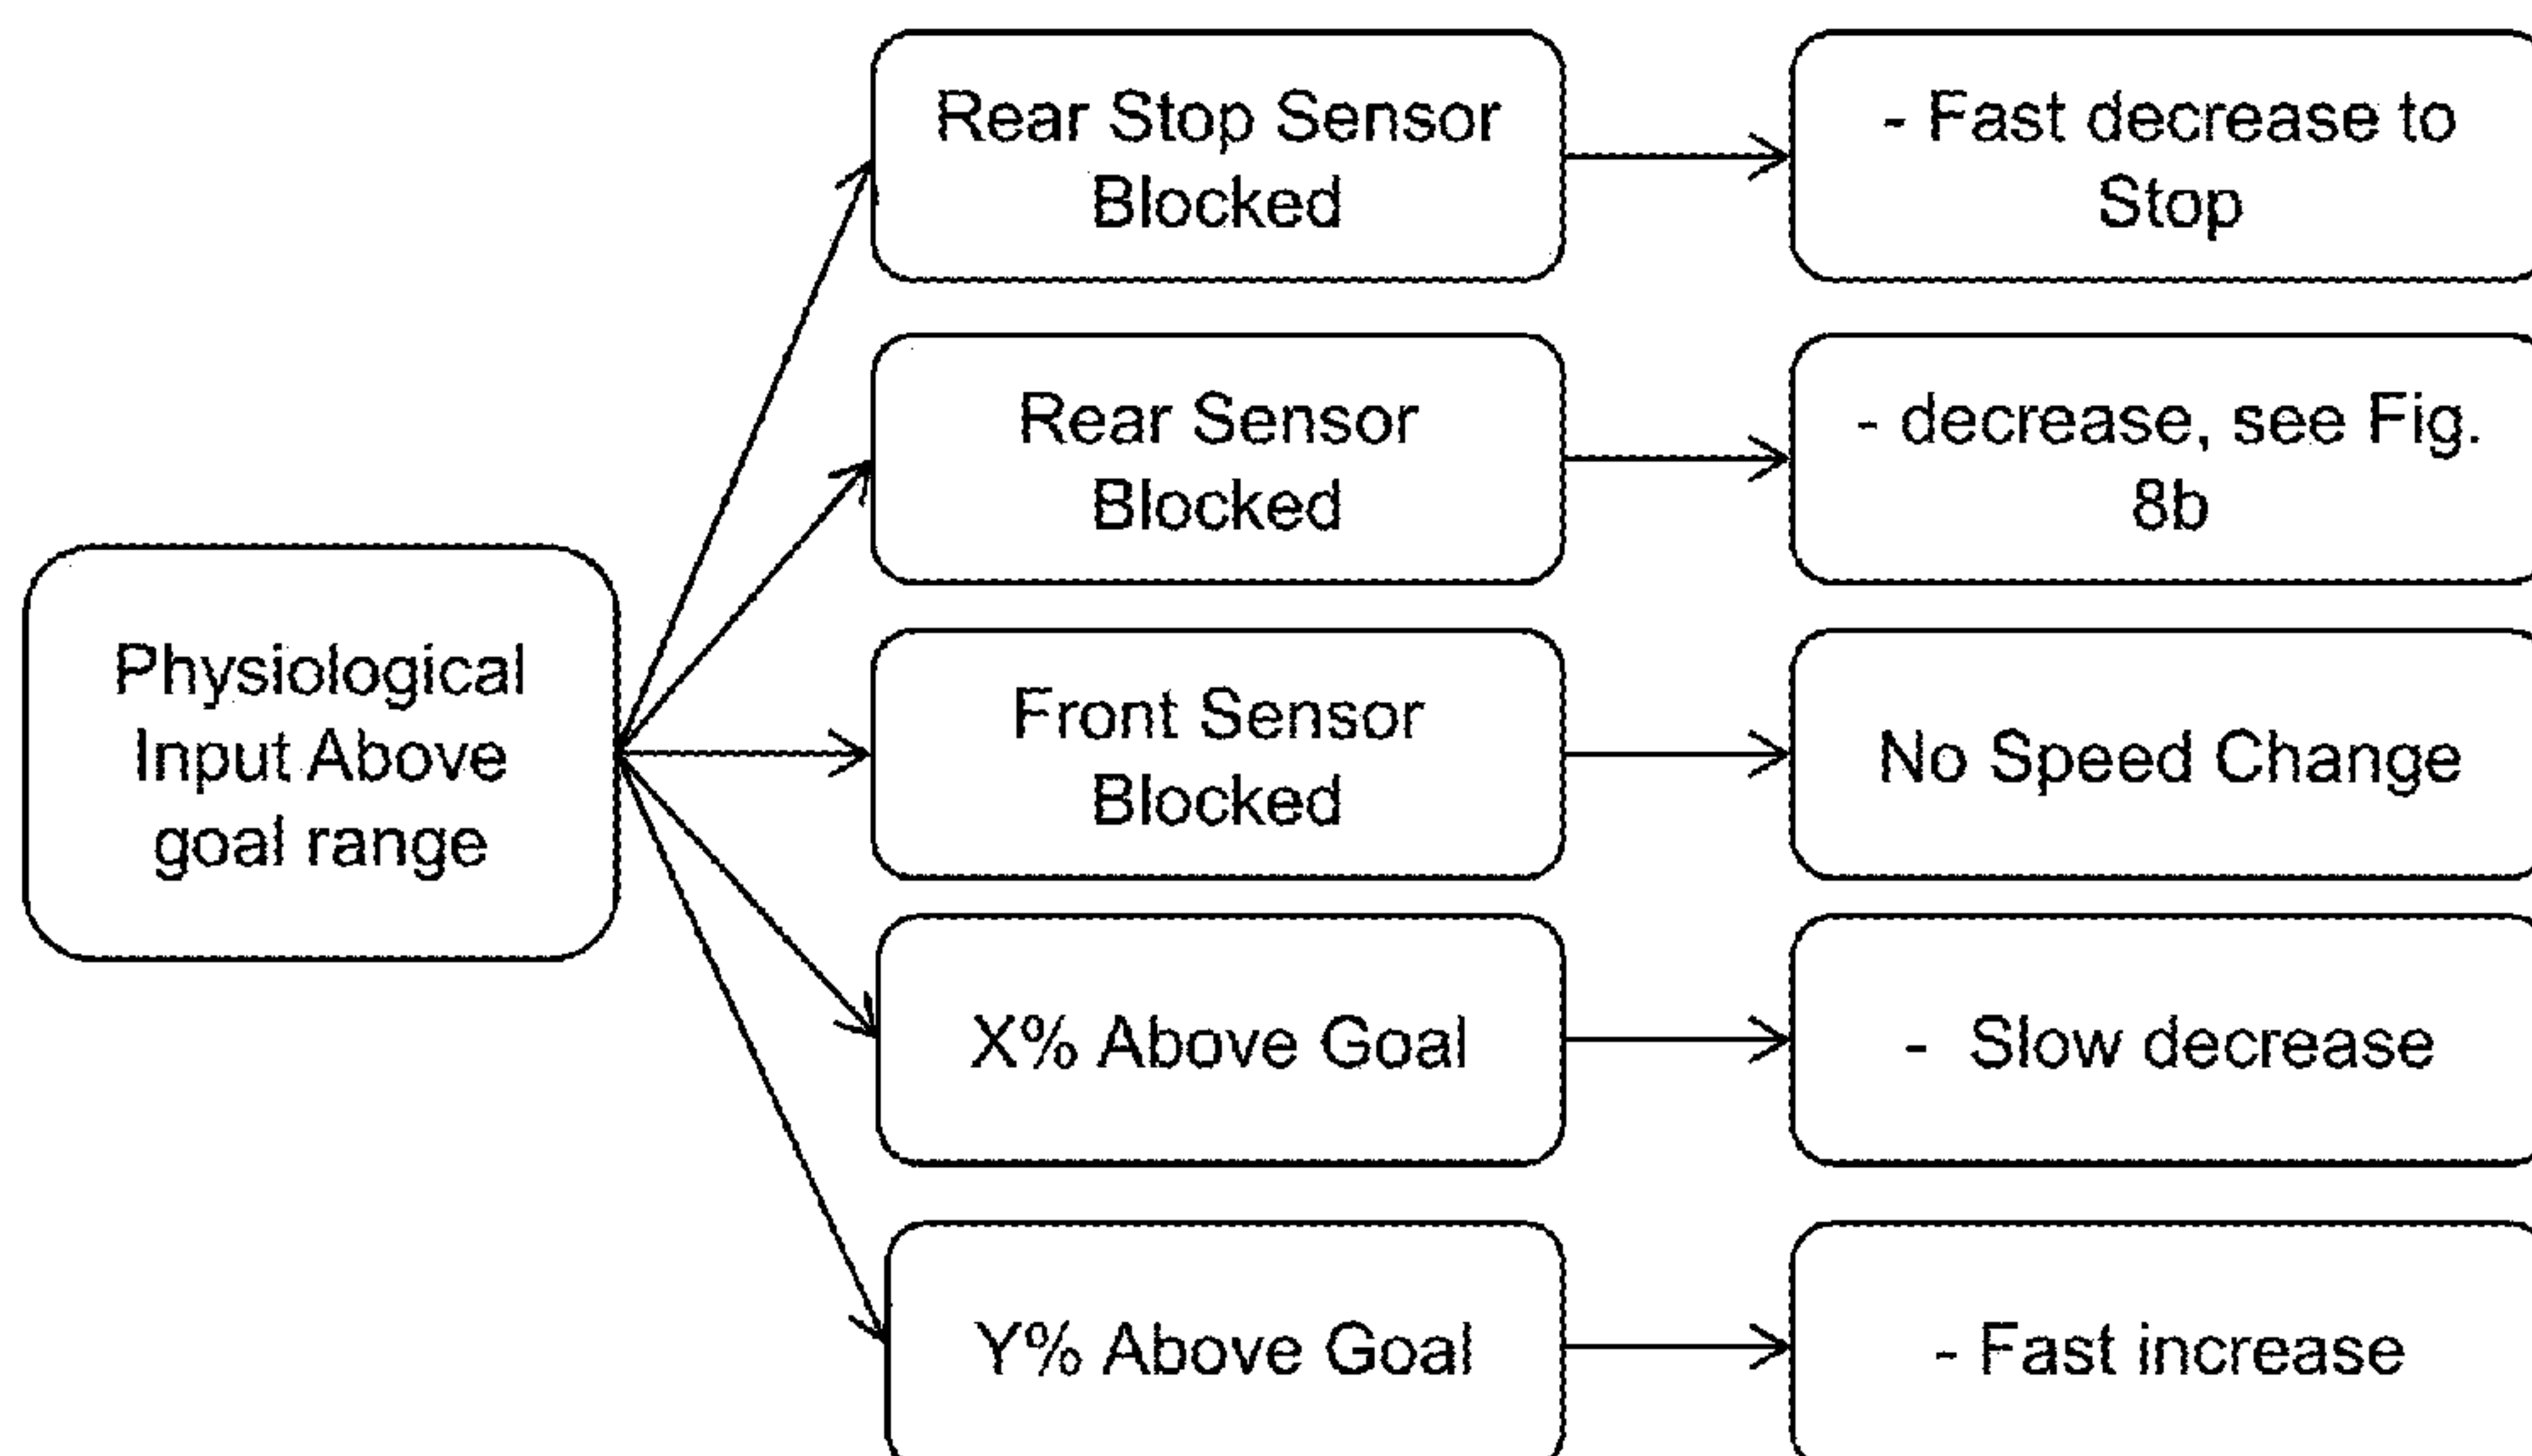 Rear Stop Sensor
Blocked
- Fast decrease to
Stop
Rear Sensor
Blocked
- decrease, see Fig.
8b
Physiological
Input Above
goal range
Front Sensor
Blocked
No Speed Change
X% Above Goal
- Slow decrease
Y% Above Goal
- Fast increase